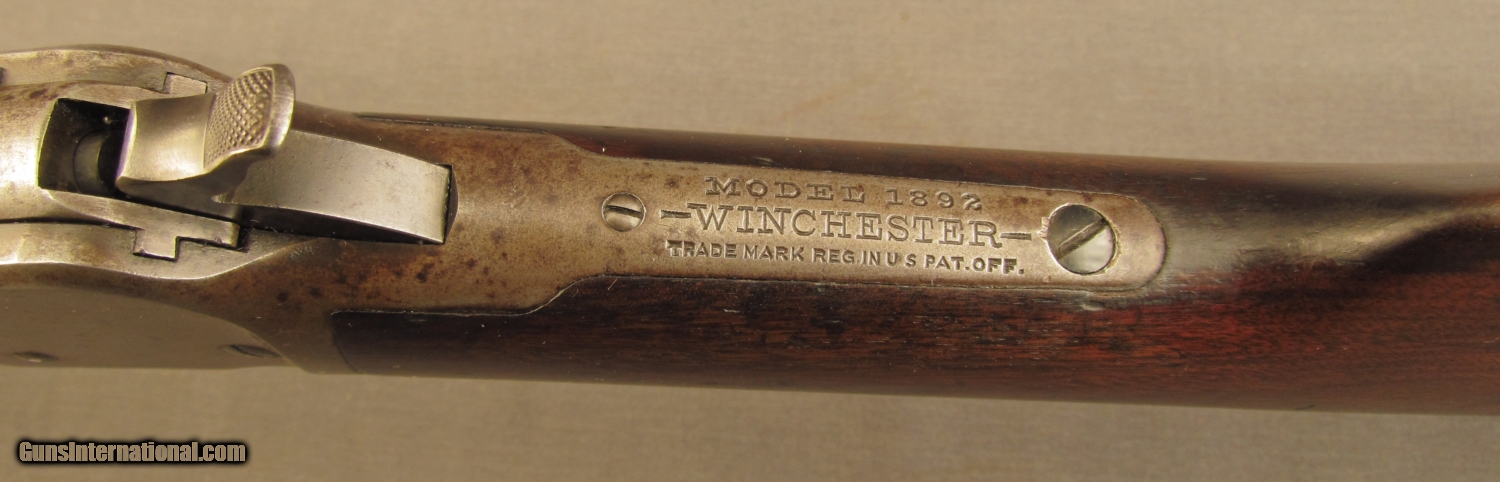 MODEL 1892
-WINCHESTER-
TRADE MARK REG. IN U S PAT. OFF.
GunsInternational.com